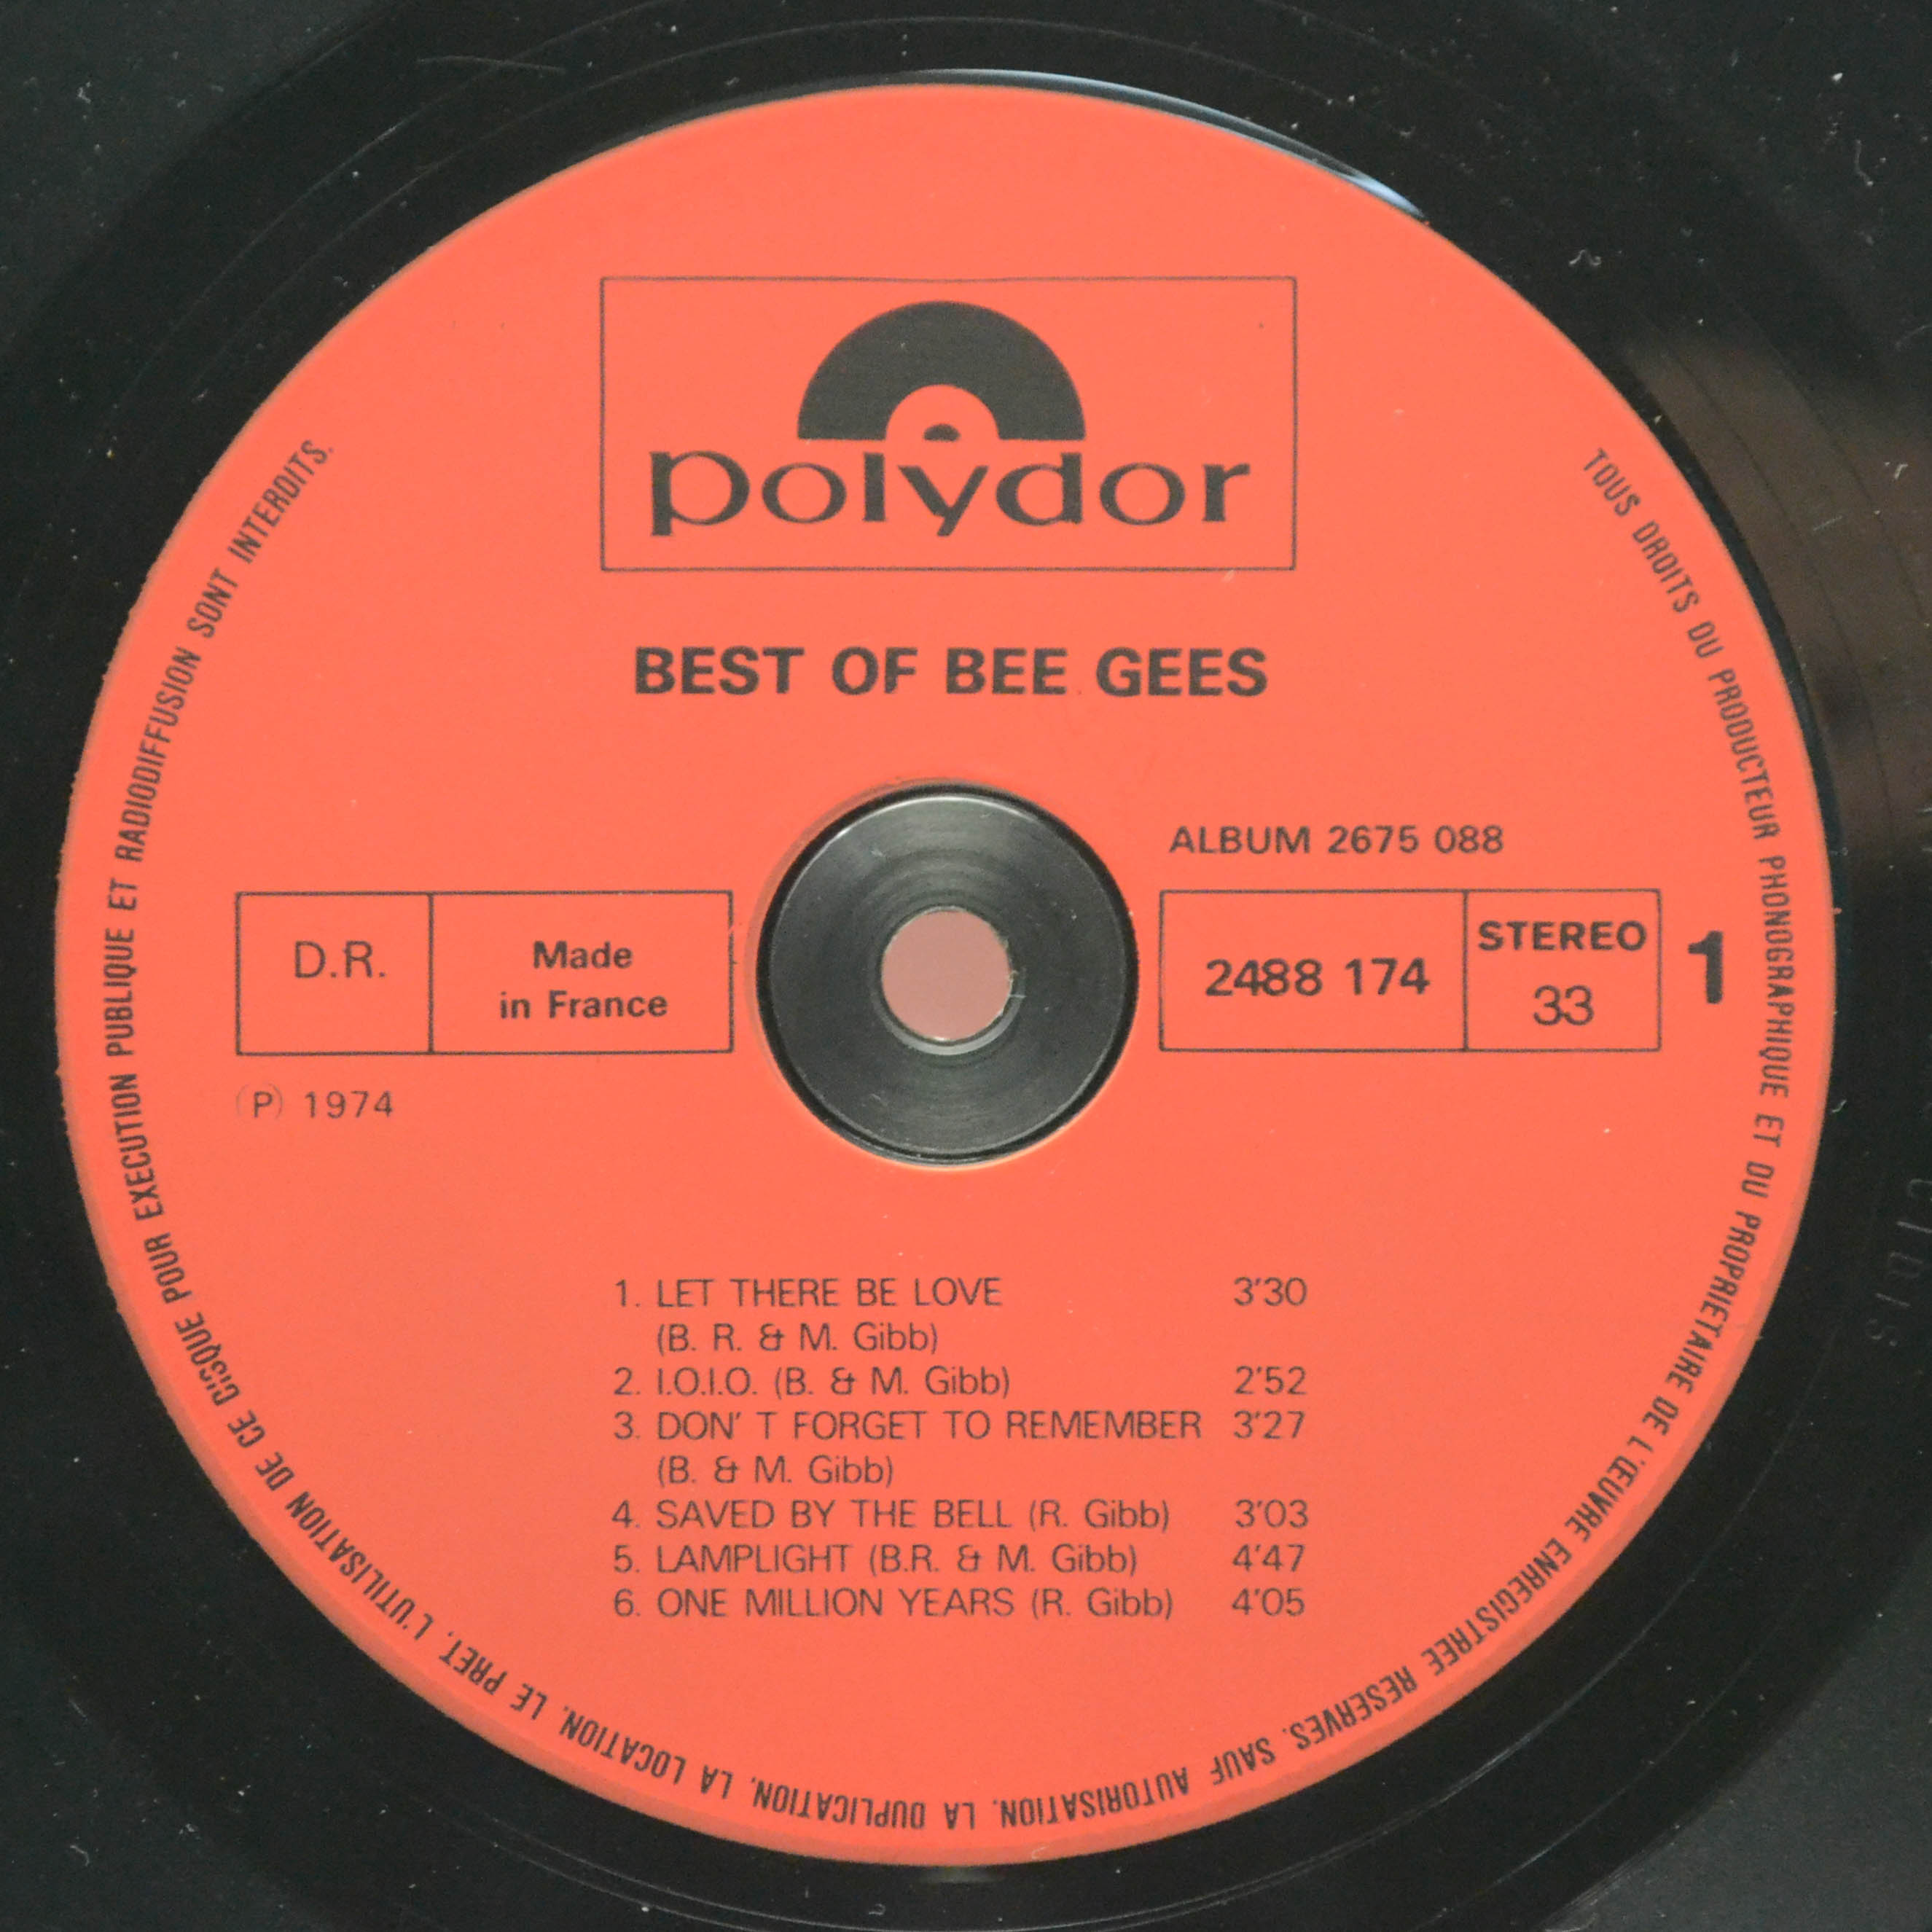 polydor
BEST OF BEE GEES
ALBUM 2675 088
D.R.
Made
in France
2488 174
STEREO
33
1
(P) 1974
1. LET THERE BE LOVE 3'30
(B. R. & M. Gibb)
2. I.O.I.O. (B. & M. Gibb) 2'52
3. DON' T FORGET TO REMEMBER 3'27
(B. & M. Gibb)
4. SAVED BY THE BELL (R. Gibb) 3'03
5. LAMPLIGHT (B.R. & M. Gibb) 4'47
6. ONE MILLION YEARS (R. Gibb) 4'05
TOUS DROITS DU PRODUCTEUR PHONOGRAPHIQUE ET DU PROPRIETAIRE DE L'ŒUVRE ENREGISTREE RESERVES. SAUF AUTORISATION, LA DUPLICATION, LA LOCATION, LE PRET, L'UTILISATION DE CE DISQUE POUR EXECUTION PUBLIQUE ET RADIODIFFUSION SONT INTERDITS.